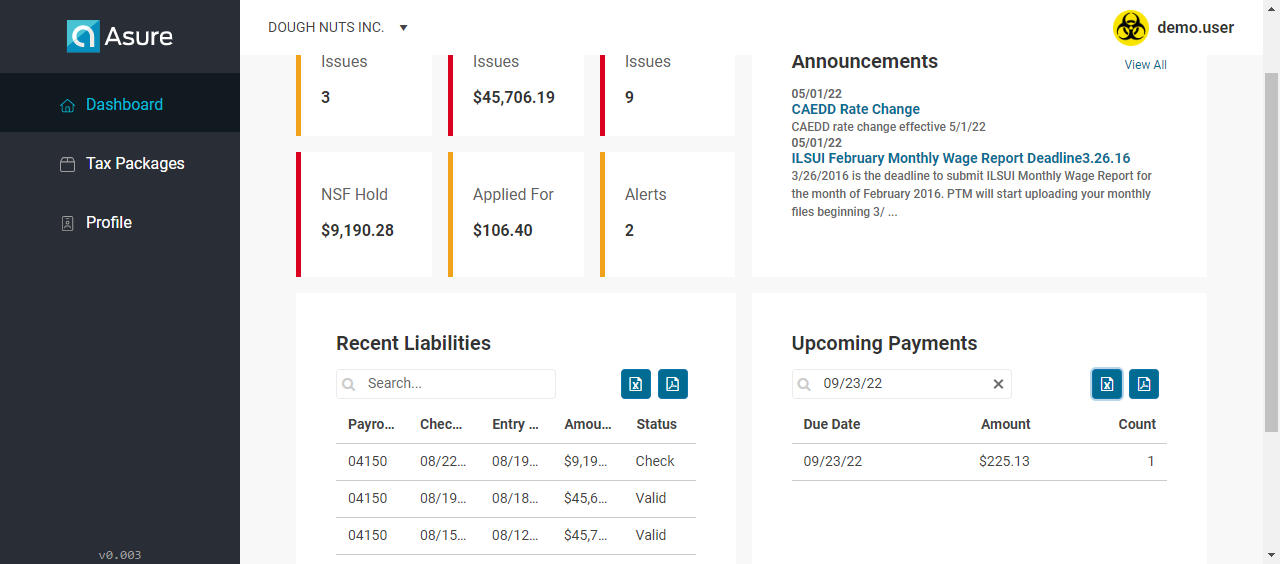 Asure
DOUGH NUTS INC.
demo.user
Dashboard
Tax Packages
Profile
v0.003
Issues
3
Issues
$45,706.19
Issues
9
NSF Hold
$9,190.28
Applied For
$106.40
Alerts
2
Announcements
View All
05/01/22
CAEDD Rate Change
CAEDD rate change effective 5/1/22
05/01/22
ILSUI February Monthly Wage Report Deadline3.26.16
3/26/2016 is the deadline to submit ILSUI Monthly Wage Report for
the month of February 2016. PTM will start uploading your monthly
files beginning 3/ ...
Recent Liabilities
Search...
Payro... Chec... Entry ... Amou... Status
04150 08/22... 08/19... $9,19... Check
04150 08/19... 08/18... $45,6... Valid
04150 08/15... 08/12... $45,7... Valid
Upcoming Payments
09/23/22
Due Date Amount Count
09/23/22 $225.13 1